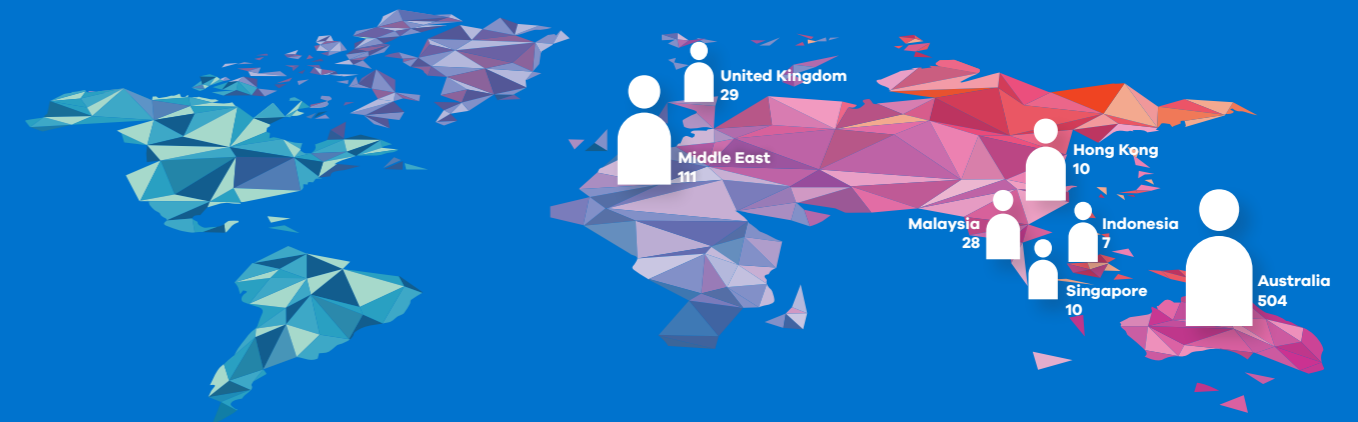 United Kingdom
29
Middle East
111
Hong Kong
10
Malaysia
28
Indonesia
7
Singapore
10
Australia
504